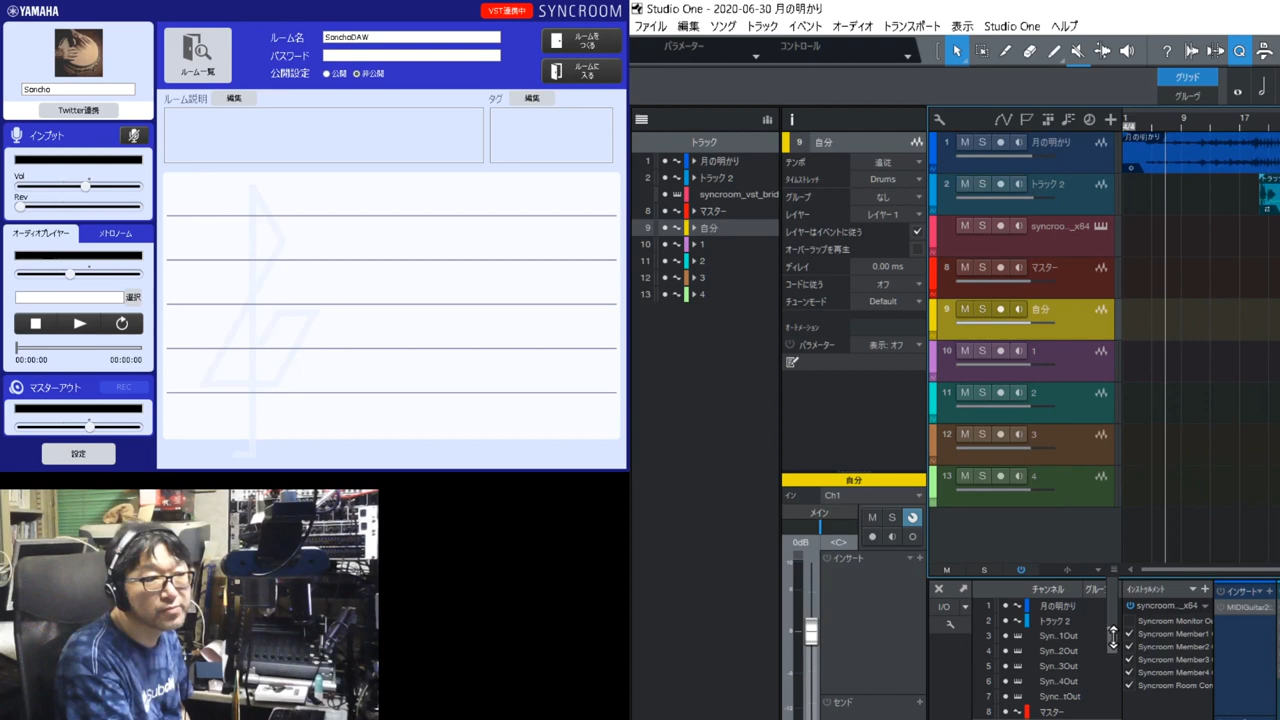 YAMAHA
VST連携中
SYNCROOM
Soncho
Twitter連携
インプット
Vol
Rev
オーディオプレイヤー
メトロノーム
選択
00:00:00
00:00:00
マスターアウト
REC
設定
ルーム一覧
ルーム名
SonchoDAW
パスワード
公開設定
公開
非公開
ルームを
つくる
ルームに
入る
ルーム説明
編集
タグ
編集
Studio One - 2020-06-30 月の明かり
ファイル 編集 ソング トラック イベント オーディオ トランスポート 表示 Studio One ヘルプ
パラメーター
コントロール
グリッド
グルーヴ
トラック
1 月の明かり
2 トラック 2
syncroom_vst_brid
8 マスター
9 自分
10 1
11 2
12 3
13 4
9 自分
テンポ 追従
タイムストレッチ Drums
グループ なし
レイヤー レイヤー 1
レイヤーはイベントに従う
オーバーラップを再生
ディレイ 0.00 ms
コードに従う オフ
チューンモード Default
オートメーション
パラメーター 表示: オフ
自分
イン Ch1
メイン
M S
0dB <C>
インサート
センド
1 9 17
4/4
1 M S 月の明かり
月の明かり
2 M S トラック 2
トラッ
M S syncroo.._x64
8 M S マスター
9 M S 自分
10 M S 1
11 M S 2
12 M S 3
13 M S 4
M S
I/O
チャンネル グルー
1 月の明かり
2 トラック 2
3 Syn...1Out
4 Syn...2Out
5 Syn...3Out
6 Syn...4Out
7 Sync...tOut
8 マスター
インストゥルメント
syncroom..._x64
Syncroom Monitor Ou
Syncroom Member1
Syncroom Member2
Syncroom Member3
Syncroom Member4
Syncroom Room Con
インサート
MIDIGuitar2